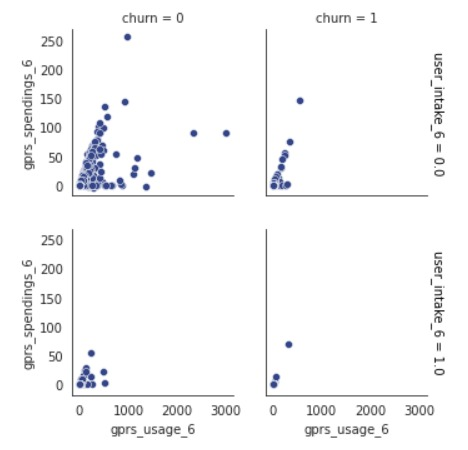 churn = 0
churn = 1
250
200
150
100
50
0
gprs_spendings_6
user_intake_6 = 0.0
250
200
150
100
50
0
gprs_spendings_6
user_intake_6 = 1.0
0 1000 2000 3000
gprs_usage_6
0 1000 2000 3000
gprs_usage_6